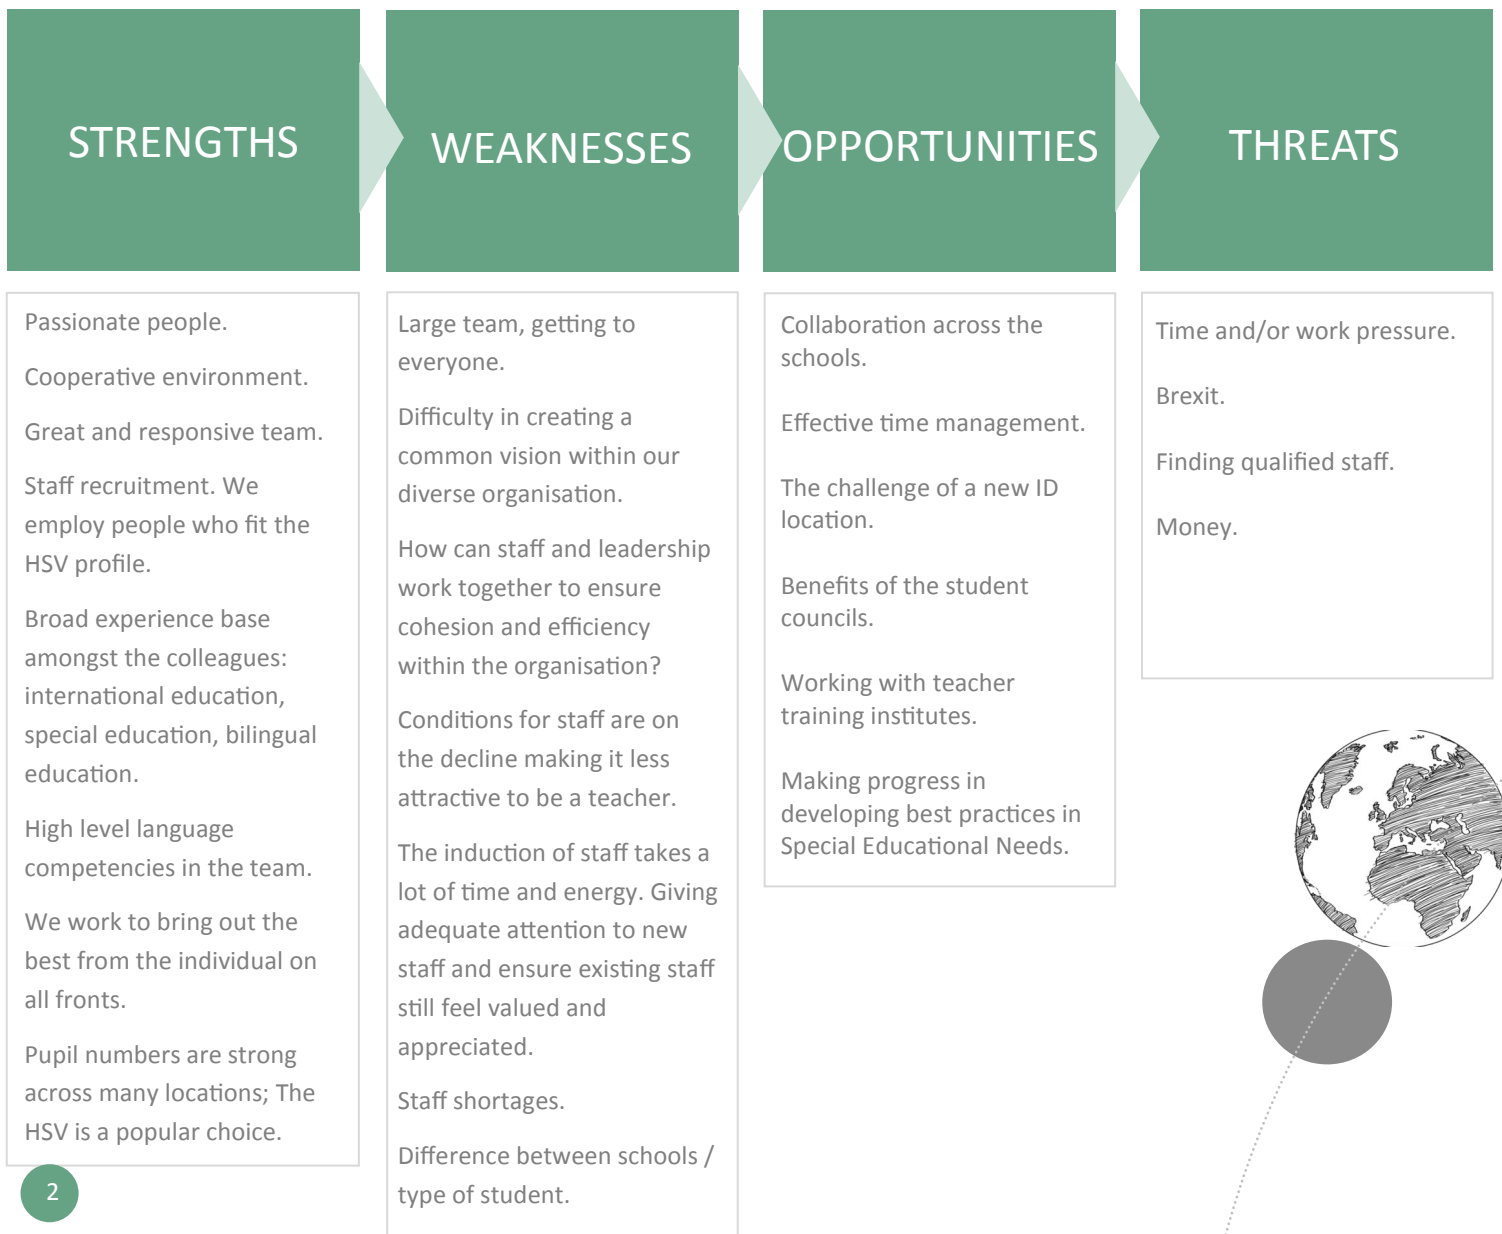 STRENGTHS
Passionate people.
Cooperative environment.
Great and responsive team.
Staff recruitment. We
employ people who fit the
HSV profile.
Broad experience base
amongst the colleagues:
international education,
special education, bilingual
education.
High level language
competencies in the team.
We work to bring out the
best from the individual on
all fronts.
Pupil numbers are strong
across many locations; The
HSV is a popular choice.
WEAKNESSES
Large team, getting to
everyone.
Difficulty in creating a
common vision within our
diverse organisation.
How can staff and leadership
work together to ensure
cohesion and efficiency
within the organisation?
Conditions for staff are on
the decline making it less
attractive to be a teacher.
The induction of staff takes a
lot of time and energy. Giving
adequate attention to new
staff and ensure existing staff
still feel valued and
appreciated.
Staff shortages.
Difference between schools /
type of student.
OPPORTUNITIES
Collaboration across the
schools.
Effective time management.
The challenge of a new ID
location.
Benefits of the student
councils.
Working with teacher
training institutes.
Making progress in
developing best practices in
Special Educational Needs.
THREATS
Time and/or work pressure.
Brexit.
Finding qualified staff.
Money.
2